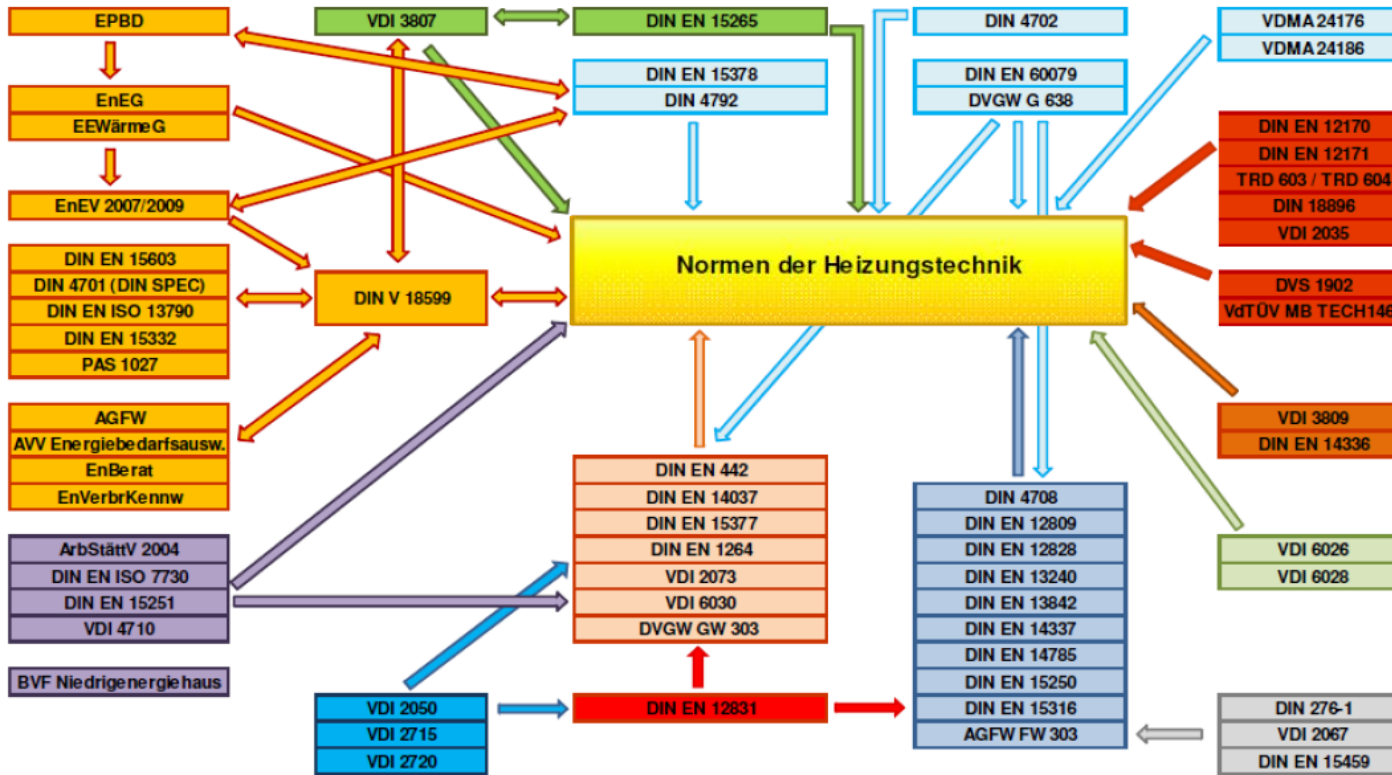 EPBD
EnEG
EEWärmeG
EnEV 2007/2009
DIN EN 15603
DIN 4701 (DIN SPEC)
DIN EN ISO 13790
DIN EN 15332
PAS 1027
AGFW
AVV Energiebedarfsausw.
EnBerat
EnVerbrKennw
ArbStättV 2004
DIN EN ISO 7730
DIN EN 15251
VDI 4710
BVF Niedrigenergiehaus
VDI 3807
DIN V 18599
VDI 2050
VDI 2715
VDI 2720
DIN EN 15265
DIN EN 15378
DIN 4792
Normen der Heizungstechnik
DIN EN 442
DIN EN 14037
DIN EN 15377
DIN EN 1264
VDI 2073
VDI 6030
DVGW GW 303
DIN EN 12831
DIN 4702
DIN EN 60079
DVGW G 638
DIN 4708
DIN EN 12809
DIN EN 12828
DIN EN 13240
DIN EN 13842
DIN EN 14337
DIN EN 14785
DIN EN 15250
DIN EN 15316
AGFW FW 303
VDMA 24176
VDMA 24186
DIN EN 12170
DIN EN 12171
TRD 603 / TRD 604
DIN 18896
VDI 2035
DVS 1902
VdTÜV MB TECH146
VDI 3809
DIN EN 14336
VDI 6026
VDI 6028
DIN 276-1
VDI 2067
DIN EN 15459